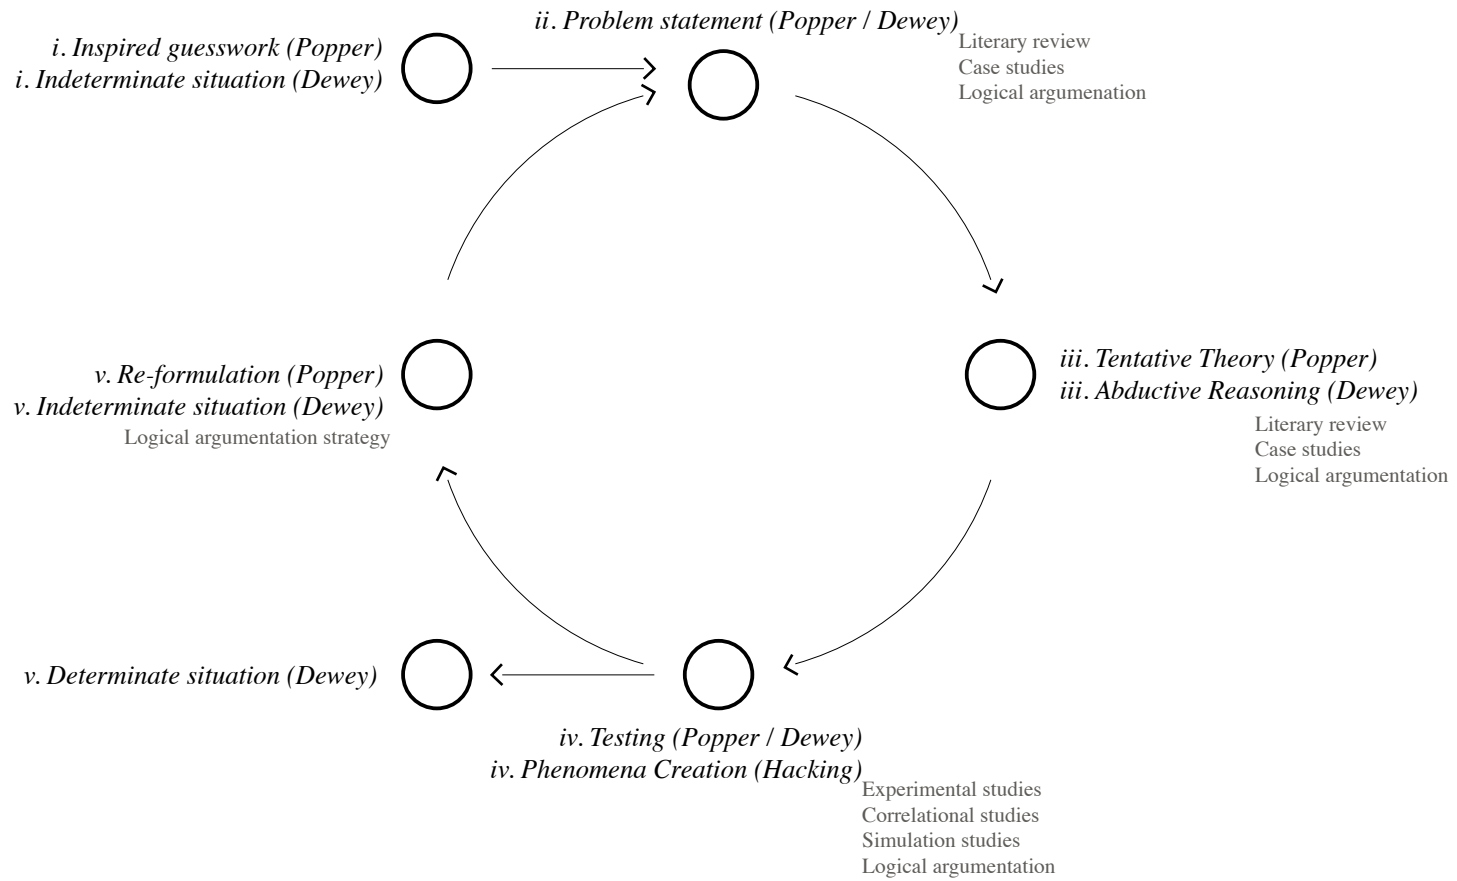 ii. Problem statement (Popper / Dewey)
Literary review
Case studies
Logical argumenation
i. Inspired guesswork (Popper)
i. Indeterminate situation (Dewey)
iii. Tentative Theory (Popper)
iii. Abductive Reasoning (Dewey)
Literary review
Case studies
Logical argumentation
v. Re-formulation (Popper)
v. Indeterminate situation (Dewey)
Logical argumentation strategy
v. Determinate situation (Dewey)
iv. Testing (Popper / Dewey)
iv. Phenomena Creation (Hacking)
Experimental studies
Correlational studies
Simulation studies
Logical argumentation